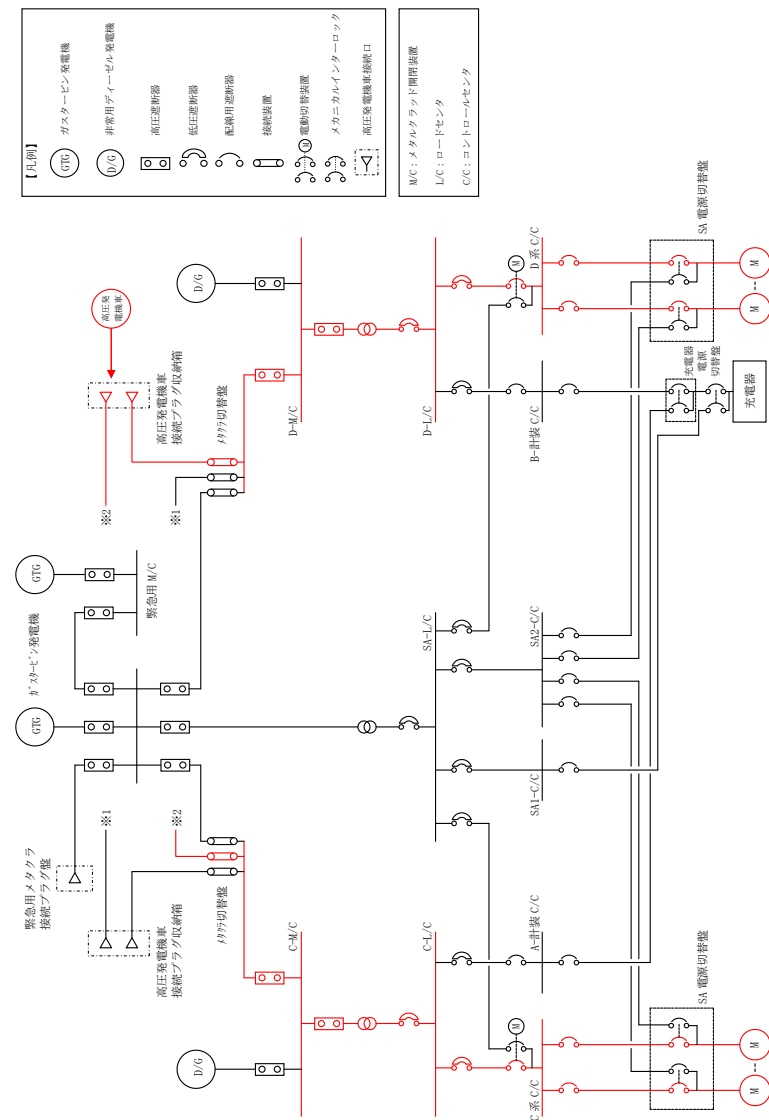 【凡例】
GTG
ガスタービン発電機
D/G
非常用ディーゼル発電機
高圧遮断器
低圧遮断器
配線用遮断器
接続装置
M
電動切替装置
メカニカルインターロック
高圧発電機車接続口
M/C：メタルクラッド開閉装置
L/C：ロードセンタ
C/C：コントロールセンタ
緊急用メタクラ
接続プラグ盤
高圧発電機車
接続プラグ収納箱
※1
※2
メタクラ切替盤
GTG
ガスタービン発電機
GTG
緊急用 M/C
高圧発
電機車
高圧発電機車
接続プラグ収納箱
※2
※1
メタクラ切替盤
D/G
C-M/C
D/G
D-M/C
C-L/C
SA-L/C
D-L/C
M
C 系 C/C
A-計装 C/C
SA1-C/C
SA2-C/C
B-計装 C/C
M
D 系 C/C
SA 電源切替盤
M
M
充電器
電源
切替盤
充電器
SA 電源切替盤
M
M